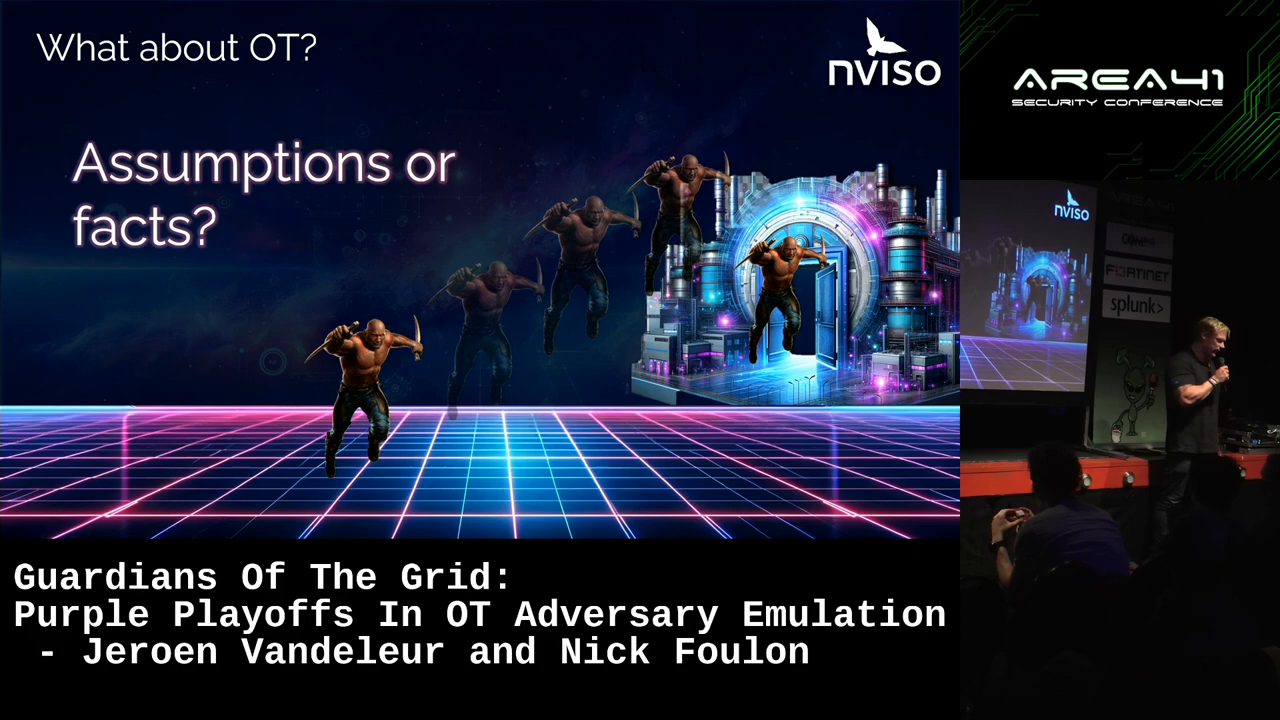 What about OT?
nviso
Assumptions or
facts?
AREA41
SECURITY CONFERENCE
nviso
FORTINET
splunk>
Guardians Of The Grid:
Purple Playoffs In OT Adversary Emulation
- Jeroen Vandeleur and Nick Foulon